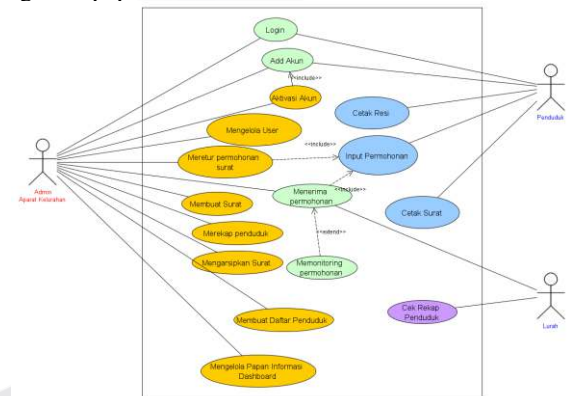 Login
Add Akun
<<include>>
Aktivasi Akun
Cetak Resi
Penduduk
Mengelola User
<<include>>
Meretur permohonan
surat
Input Permohonan
Admin
Aparat Kelurahan
Menerima
permohonan
<<include>>
Membuat Surat
Cetak Surat
Merekap penduduk
<<extend>>
Mengarsipkan Surat
Memonitoring
permohonan
Cek Rekap
Penduduk
Membuat Daftar Penduduk
Lurah
Mengelola Papan Informasi
Dashboard